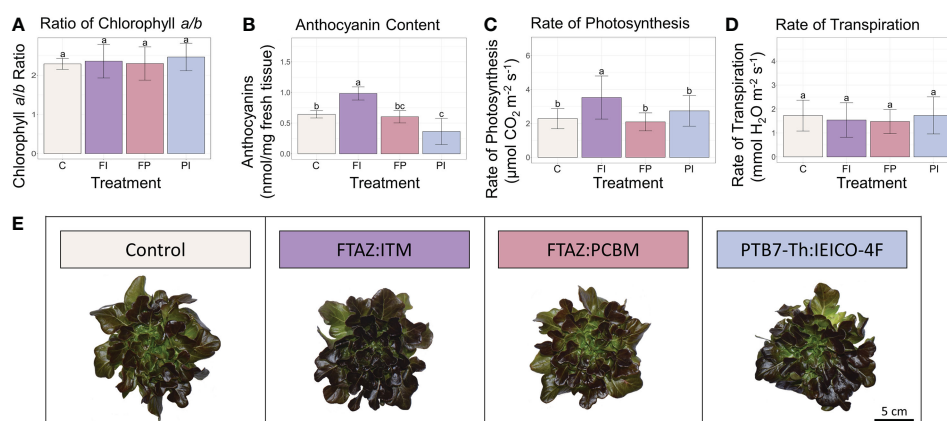 A Ratio of Chlorophyll a/b
Chlorophyll a/b Ratio
2
1
0
a a a a
C FI FP PI
Treatment
B Anthocyanin Content
Anthocyanins
(nmol/mg fresh tissue)
1.5
1.0
0.5
0.0
b a bc c
C FI FP PI
Treatment
C Rate of Photosynthesis
Rate of Photosynthesis
(µmol CO₂ m⁻² s⁻¹)
6
4
2
0
b a b b
C FI FP PI
Treatment
D Rate of Transpiration
Rate of Transpiration
(mmol H₂O m⁻² s⁻¹)
4
3
2
1
0
a a a a
C FI FP PI
Treatment
E
Control FTAZ:ITM FTAZ:PCBM PTB7-Th:IEICO-4F
5 cm